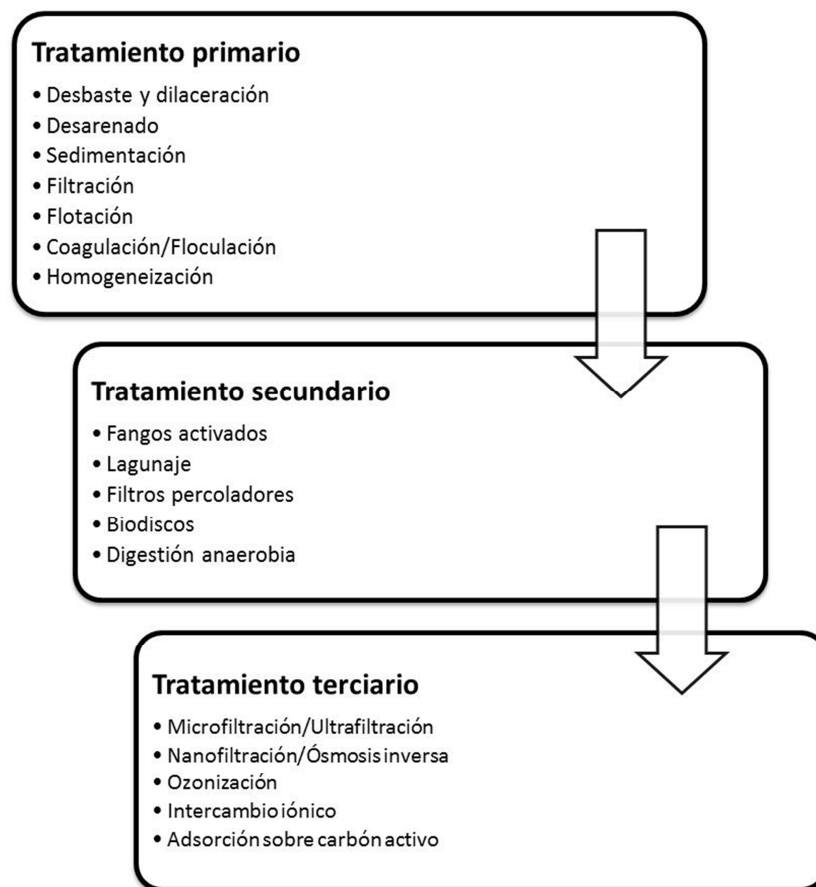 Tratamiento primario
• Desbaste y dilaceración
• Desarenado
• Sedimentación
• Filtración
• Flotación
• Coagulación/Floculación
• Homogeneización
Tratamiento secundario
• Fangos activados
• Lagunaje
• Filtros percoladores
• Biodiscos
• Digestión anaerobia
Tratamiento terciario
• Microfiltración/Ultrafiltración
• Nanofiltración/Ósmosis inversa
• Ozonización
• Intercambio iónico
• Adsorción sobre carbón activo